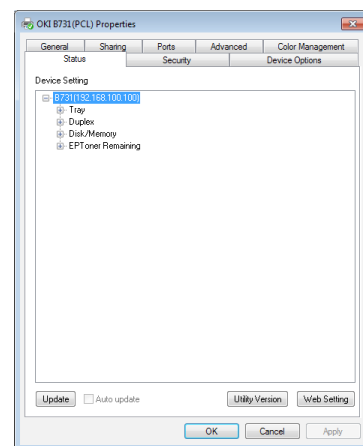 OKI B731(PCL) Properties
General Sharing Ports Advanced Color Management
Status Security Device Options
Device Setting
B731(192.168.100.100)
Tray
Duplex
Disk/Memory
EPToner Remaining
Update Auto update Utility Version Web Setting
OK Cancel Apply